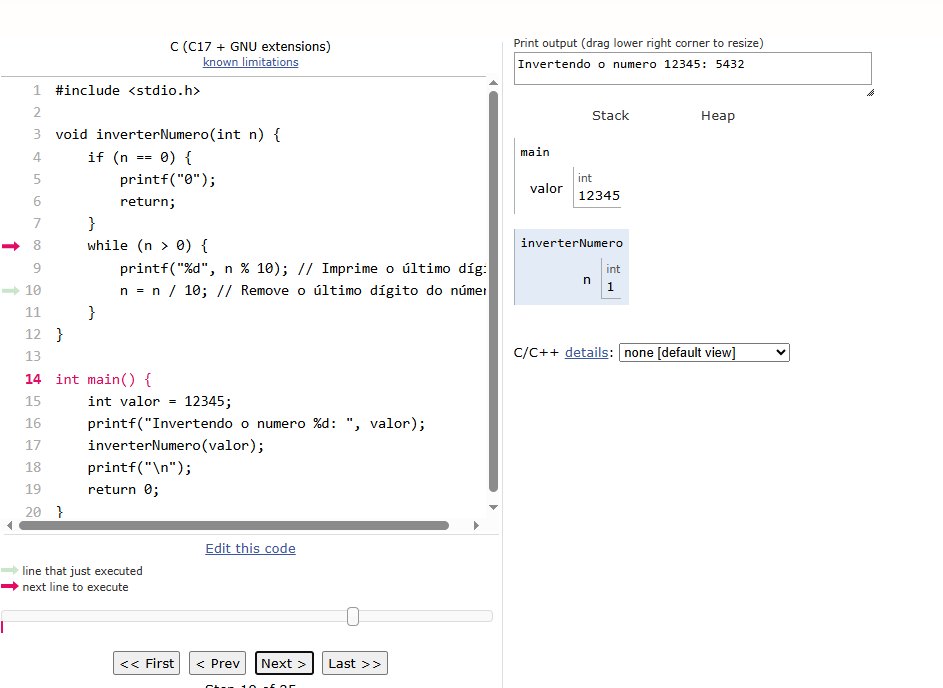 C (C17 + GNU extensions)
known limitations
1 #include <stdio.h>
2
3 void inverterNumero(int n) {
4     if (n == 0) {
5         printf("0");
6         return;
7     }
8     while (n > 0) {
9         printf("%d", n % 10); // Imprime o último díg
10         n = n / 10; // Remove o último dígito do númer
11     }
12 }
13
14 int main() {
15     int valor = 12345;
16     printf("Invertendo o numero %d: ", valor);
17     inverterNumero(valor);
18     printf("\n");
19     return 0;
20 }
Edit this code
line that just executed
next line to execute
<< First < Prev Next > Last >>
Print output (drag lower right corner to resize)
Invertendo o numero 12345: 5432
Stack Heap
main
valor int 12345
inverterNumero
n int 1
C/C++ details: none [default view]